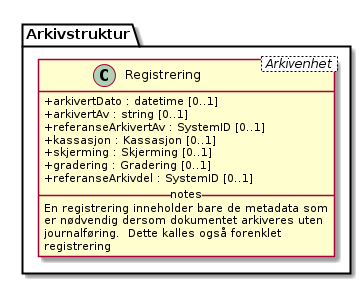 Arkivstruktur
Arkivenhet
C Registrering
+arkivertDato : datetime [0..1]
+arkivertAv : string [0..1]
+referanseArkivertAv : SystemID [0..1]
+kassasjon : Kassasjon [0..1]
+skjerming : Skjerming [0..1]
+gradering : Gradering [0..1]
+referanseArkivdel : SystemID [0..1]
notes
En registrering inneholder bare de metadata som
er nødvendig dersom dokumentet arkiveres uten
journalføring.  Dette kalles også forenklet
registrering